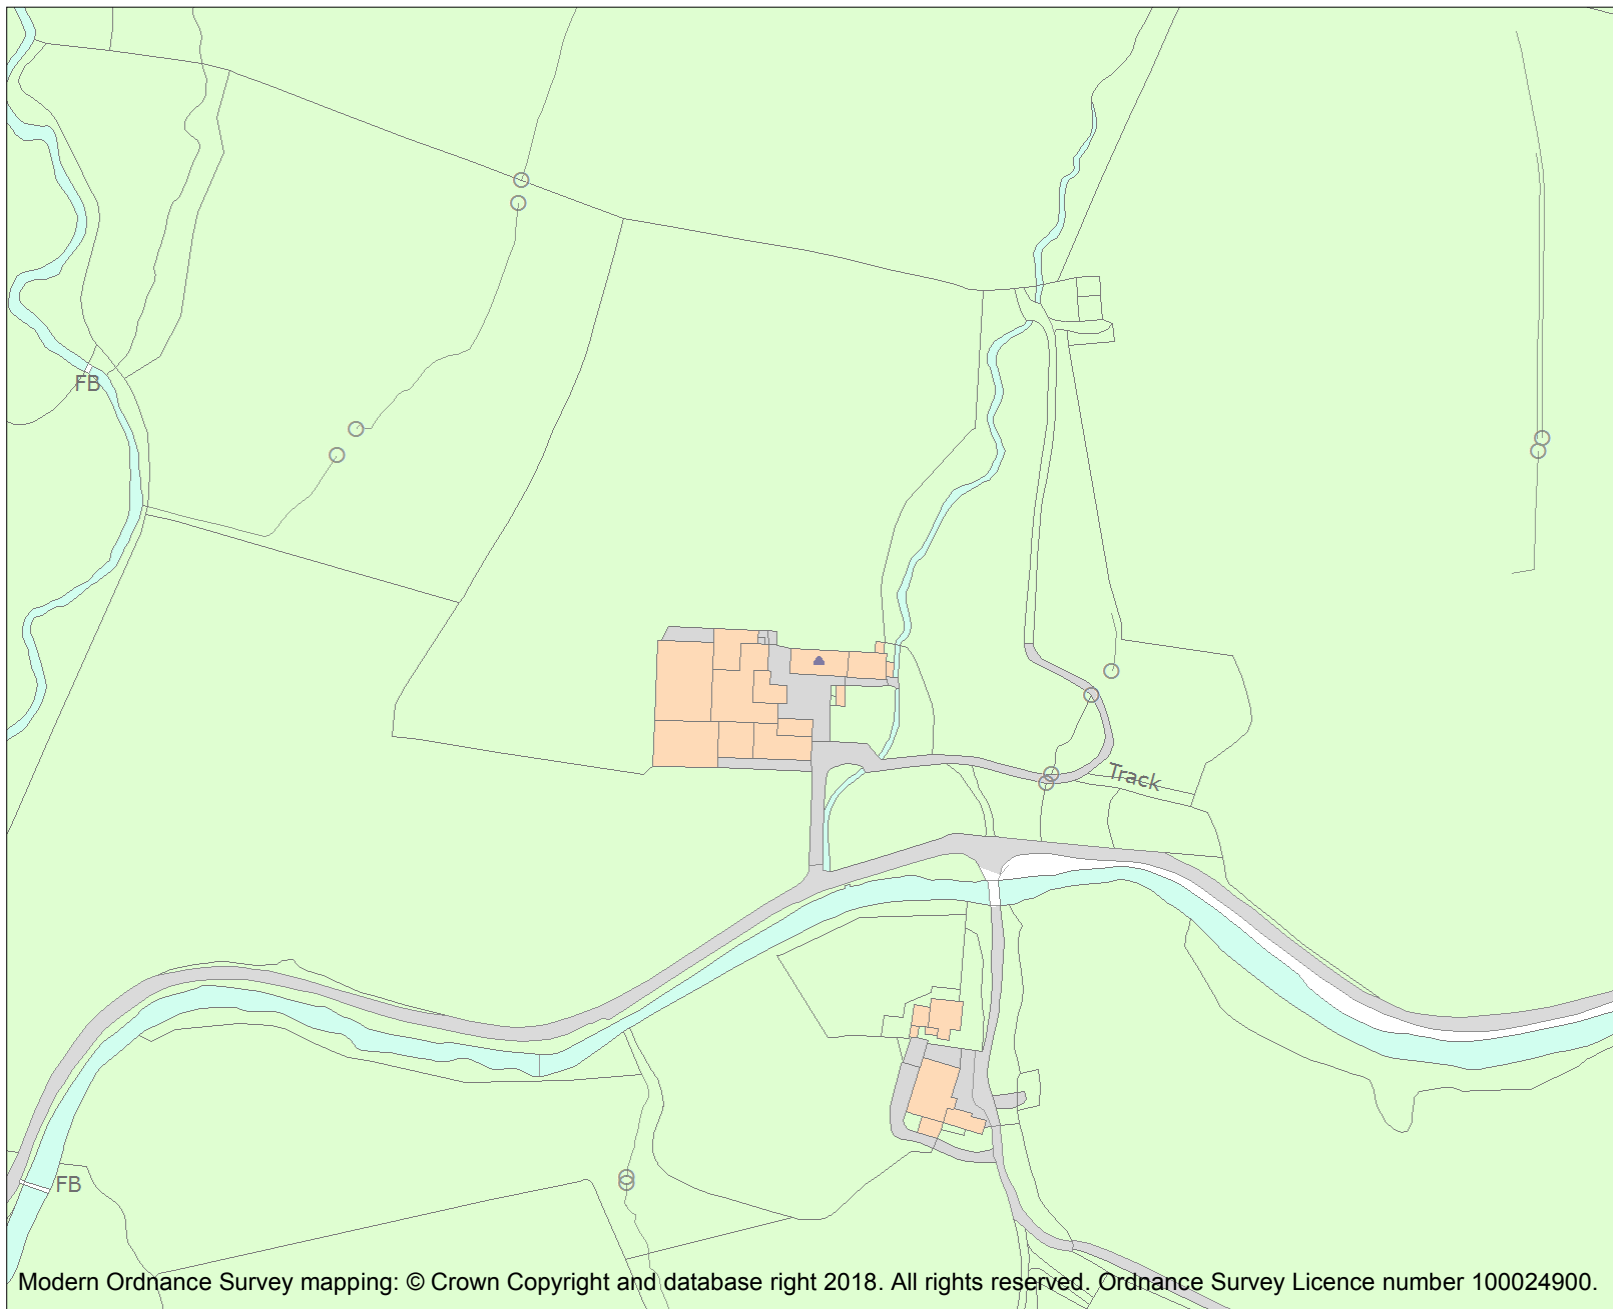 FB
Track
FB
Modern Ordnance Survey mapping: © Crown Copyright and database right 2018. All rights reserved. Ordnance Survey Licence number 100024900.